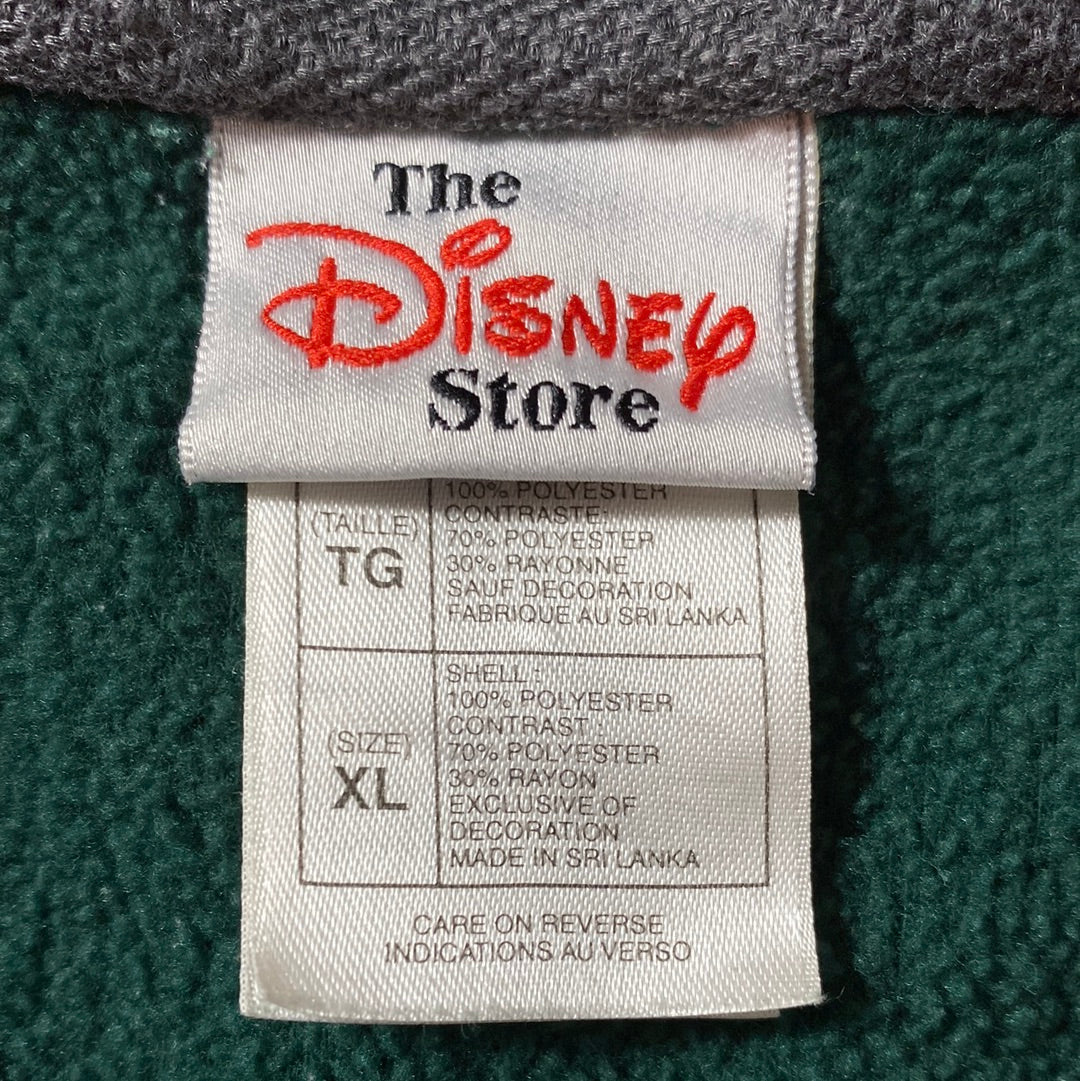 The
Disney
Store
100% POLYESTER
(TAILLE)
TG
CONTRASTE:
70% POLYESTER
30% RAYONNE
SAUF DECORATION
FABRIQUE AU SRI LANKA
(SIZE)
XL
SHELL :
100% POLYESTER
CONTRAST
70% POLYESTER
30% RAYON
EXCLUSIVE OF
DECORATION
MADE IN SRI LANKA
CARE ON REVERSE
INDICATIONS AU VERSO